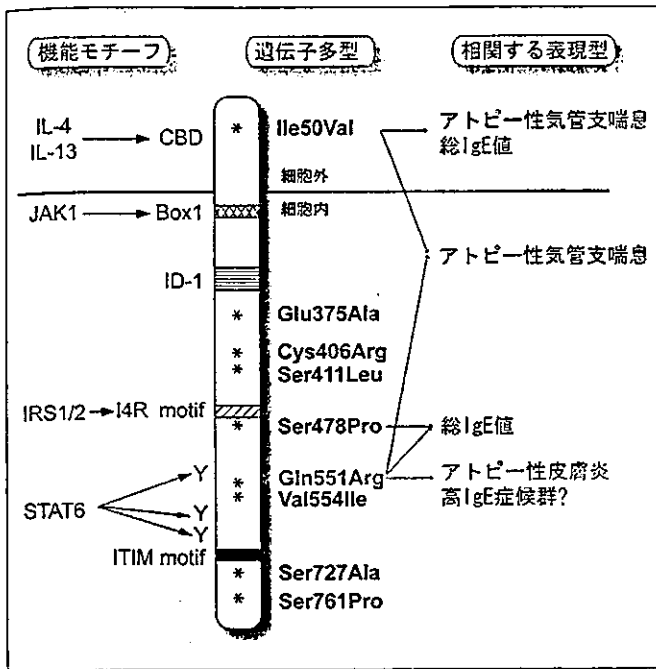 機能モチーフ 遺伝子多型 相関する表現型
IL-4
IL-13
CBD
* Ile50Val
アトピー性気管支喘息
総IgE値
細胞外
細胞内
JAK1 Box1
アトピー性気管支喘息
ID-1
* Glu375Ala
* Cys406Arg
* Ser411Leu
IRS1/2 I4R motif
* Ser478Pro
総IgE値
Y
* Gln551Arg
* Val554Ile
アトピー性皮膚炎
高IgE症候群?
STAT6
Y
Y
ITIM motif
* Ser727Ala
* Ser761Pro